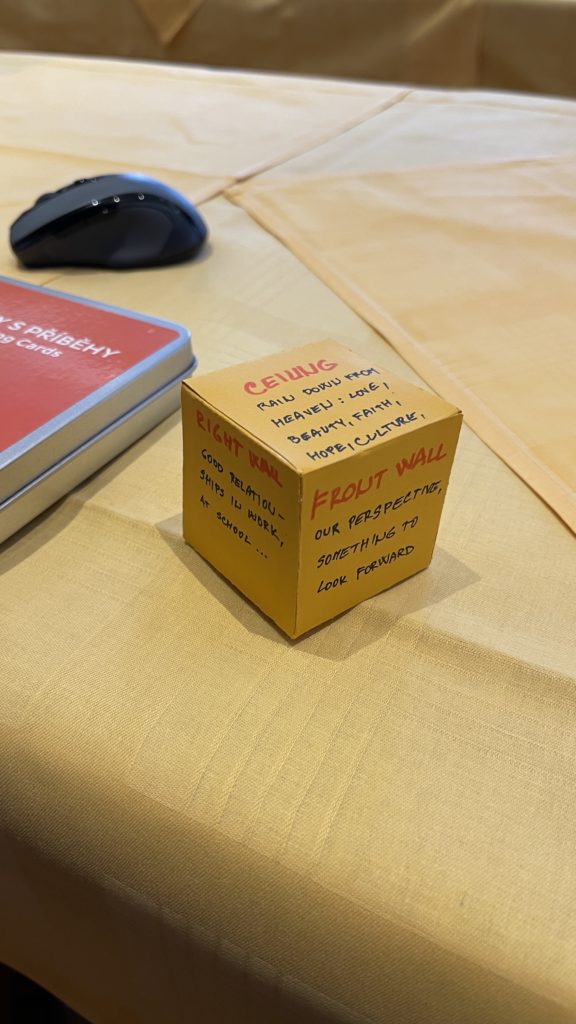 Y S PŘÍBĚHY
ng Cards
CEILING
RAIN DOWN FROM
HEAVEN : LOVE,
BEAUTY, FAITH,
HOPE, CULTURE,
RIGHT WALL
GOOD RELATION-
SHIPS IN WORK,
AT SCHOOL ...
FRONT WALL
OUR PERSPECTIVE,
SOMETHING TO
LOOK FORWARD